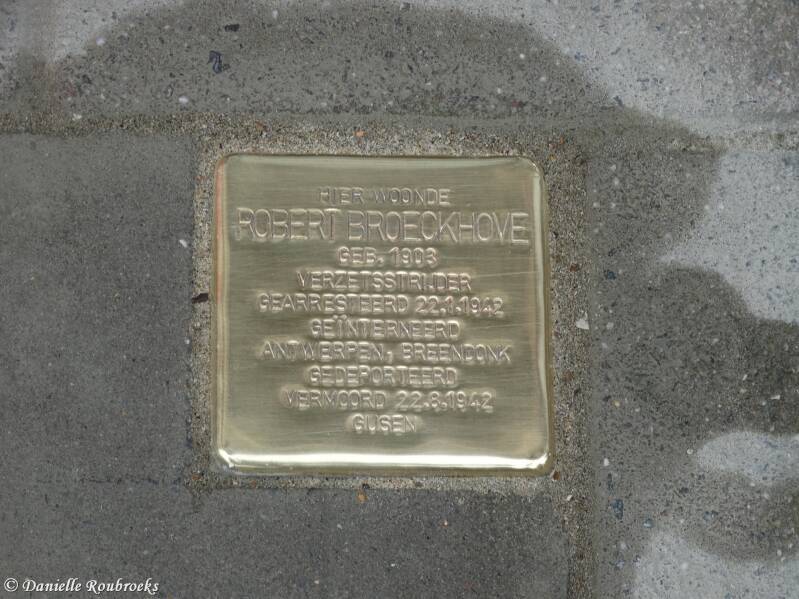 HIER WOONDE
ROBERT BROECKHOVE
GEB. 1903
VERZETSSTRIJDER
GEARRESTEERD 22.1.1942
GEÏNTERNEERD
ANTWERPEN, BREENDONK
GEDEPORTEERD
VERMOORD 22.8.1942
GUSEN
© Danielle Roubroeks